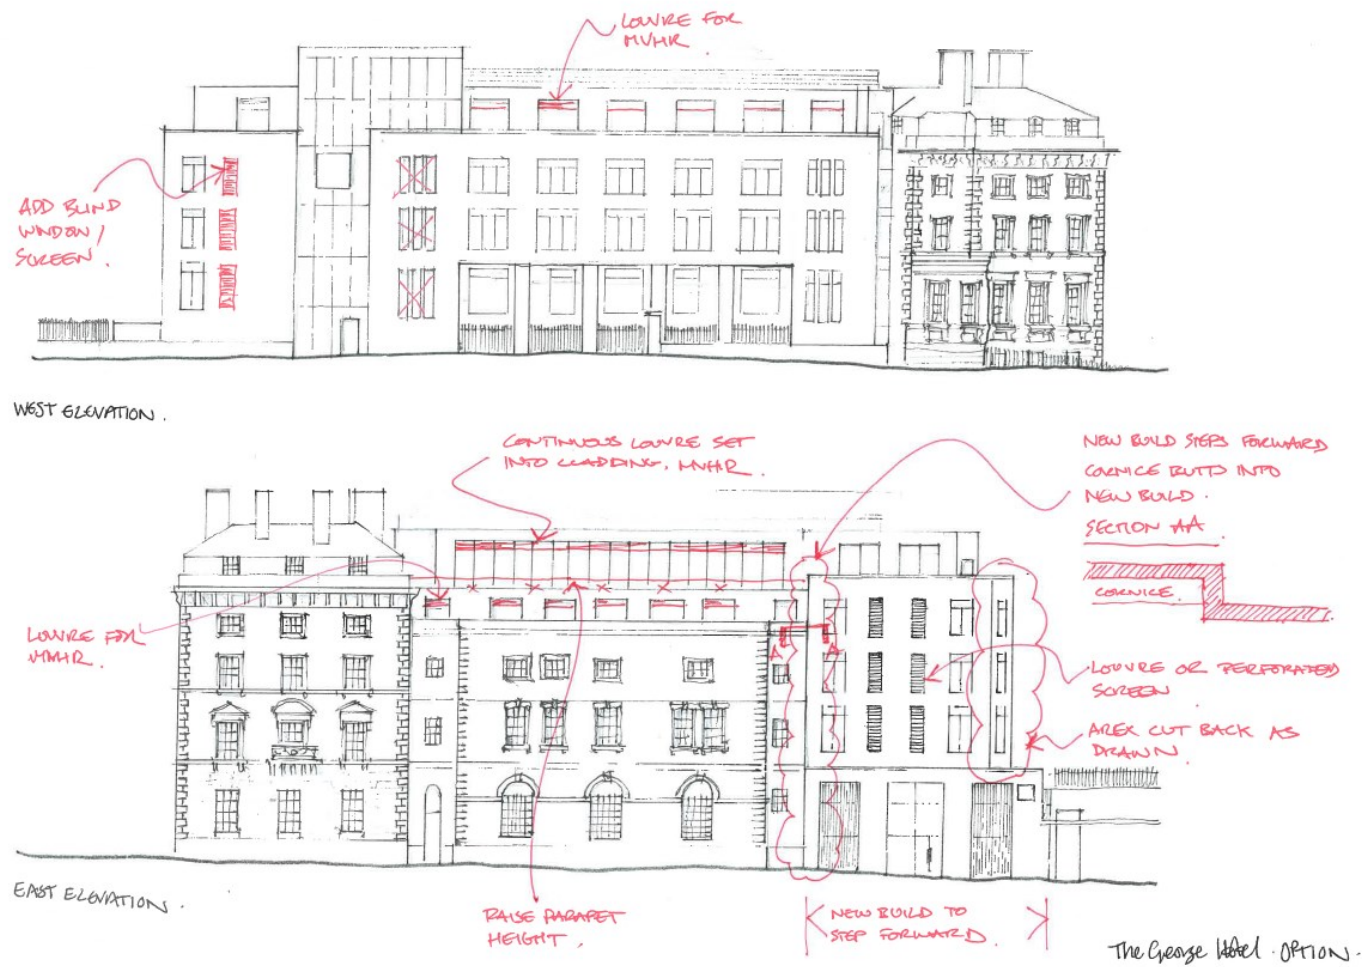 LOUVRE FOR
MVHR.
ADD BLIND
WINDOW /
SCREEN.
WEST ELEVATION.
CONTINUOUS LOUVRE SET
INTO CLADDING. MVHR.
NEW BUILD STEPS FORWARD
CORNICE BUTTS INTO
NEW BUILD.
SECTION AA
CORNICE.
LOUVRE FOR
MVHR.
A
A
LOUVRE OR PERFORATED
SCREEN
AREA CUT BACK AS
DRAWN.
EAST ELEVATION.
RAISE PARAPET
HEIGHT,
NEW BUILD TO
STEP FORWARD.
The George Hotel. OPTION.